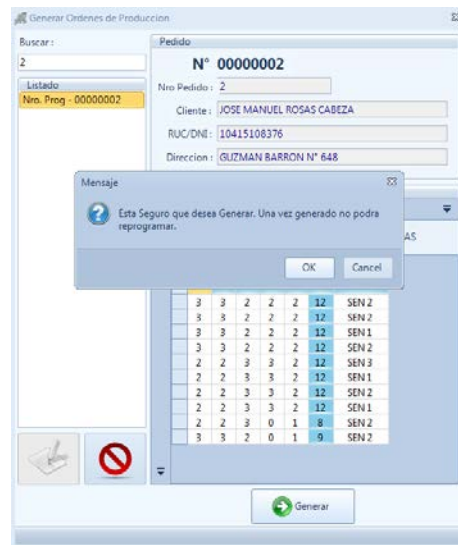 Generar Ordenes de Produccion
Buscar :
2
Listado
Nro. Prog - 00000002
Pedido
N° 00000002
Nro Pedido : 2
Cliente : JOSE MANUEL ROSAS CABEZA
RUC/DNI : 10415108376
Direccion : GUZMAN BARRON N° 648
Mensaje
Esta Seguro que desea Generar. Una vez generado no podra
reprogramar.
AS
OK Cancel
3 3 2 2 2 12 SEN 2
3 3 2 2 2 12 SEN 2
3 3 2 2 2 12 SEN 1
3 3 2 2 2 12 SEN 2
2 2 3 3 2 12 SEN 3
2 2 3 3 2 12 SEN 1
2 2 3 3 2 12 SEN 2
2 2 3 3 2 12 SEN 1
2 2 3 0 1 8 SEN 2
3 3 2 0 1 9 SEN 2
Generar